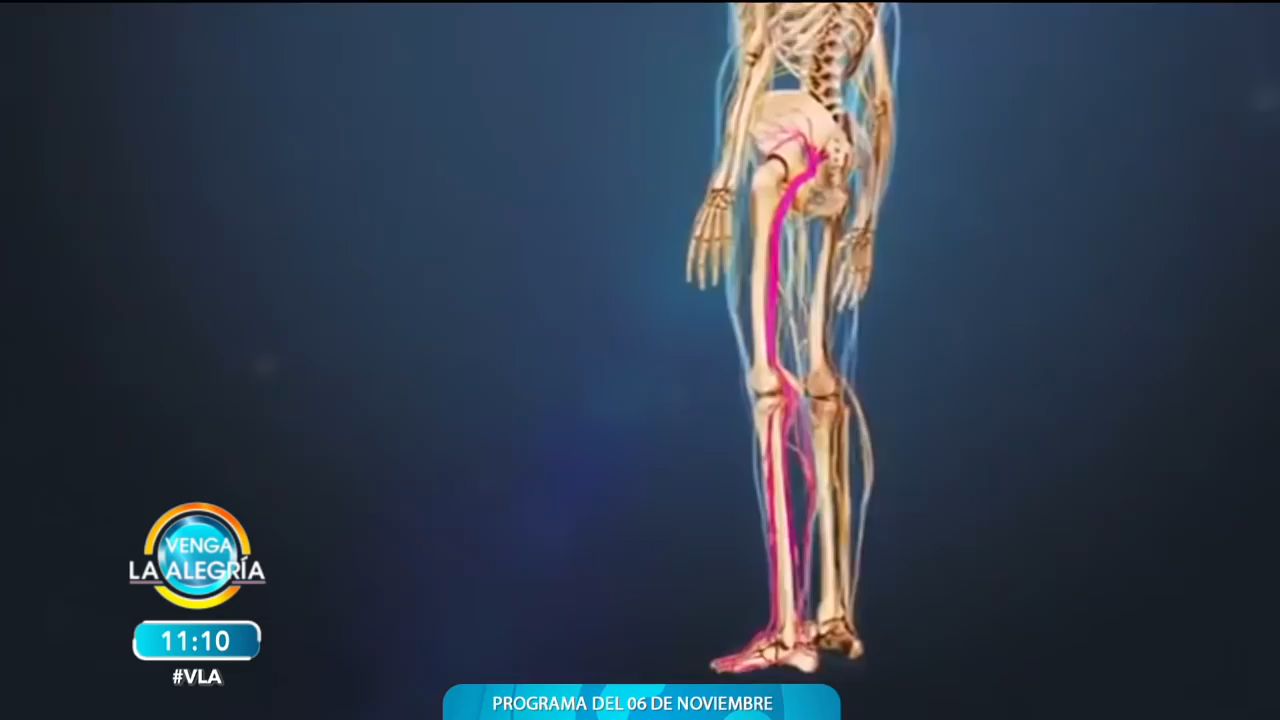 VENGA
LA ALEGRÍA
11:10
#VLA
PROGRAMA DEL 06 DE NOVIEMBRE